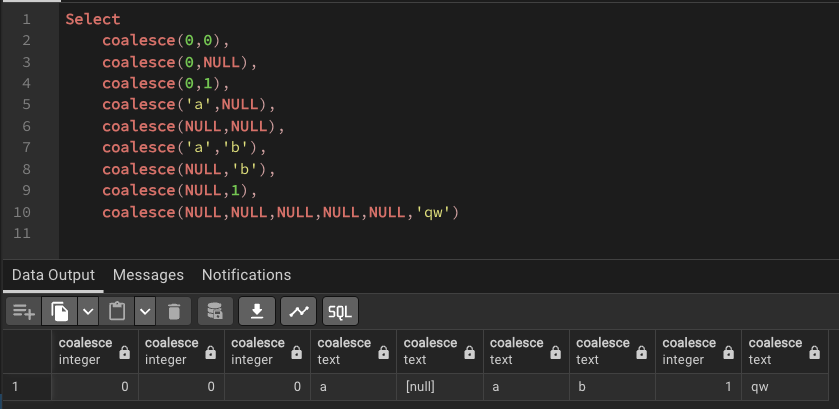 1 Select
2 coalesce(0,0),
3 coalesce(0,NULL),
4 coalesce(0,1),
5 coalesce('a',NULL),
6 coalesce(NULL,NULL),
7 coalesce('a','b'),
8 coalesce(NULL,'b'),
9 coalesce(NULL,1),
10 coalesce(NULL,NULL,NULL,NULL,NULL,'qw')
11
Data Output Messages Notifications
SQL
coalesce coalesce coalesce coalesce coalesce coalesce coalesce coalesce coalesce
integer integer integer text text text text integer text
1 0 0 0 a [null] a b 1 qw